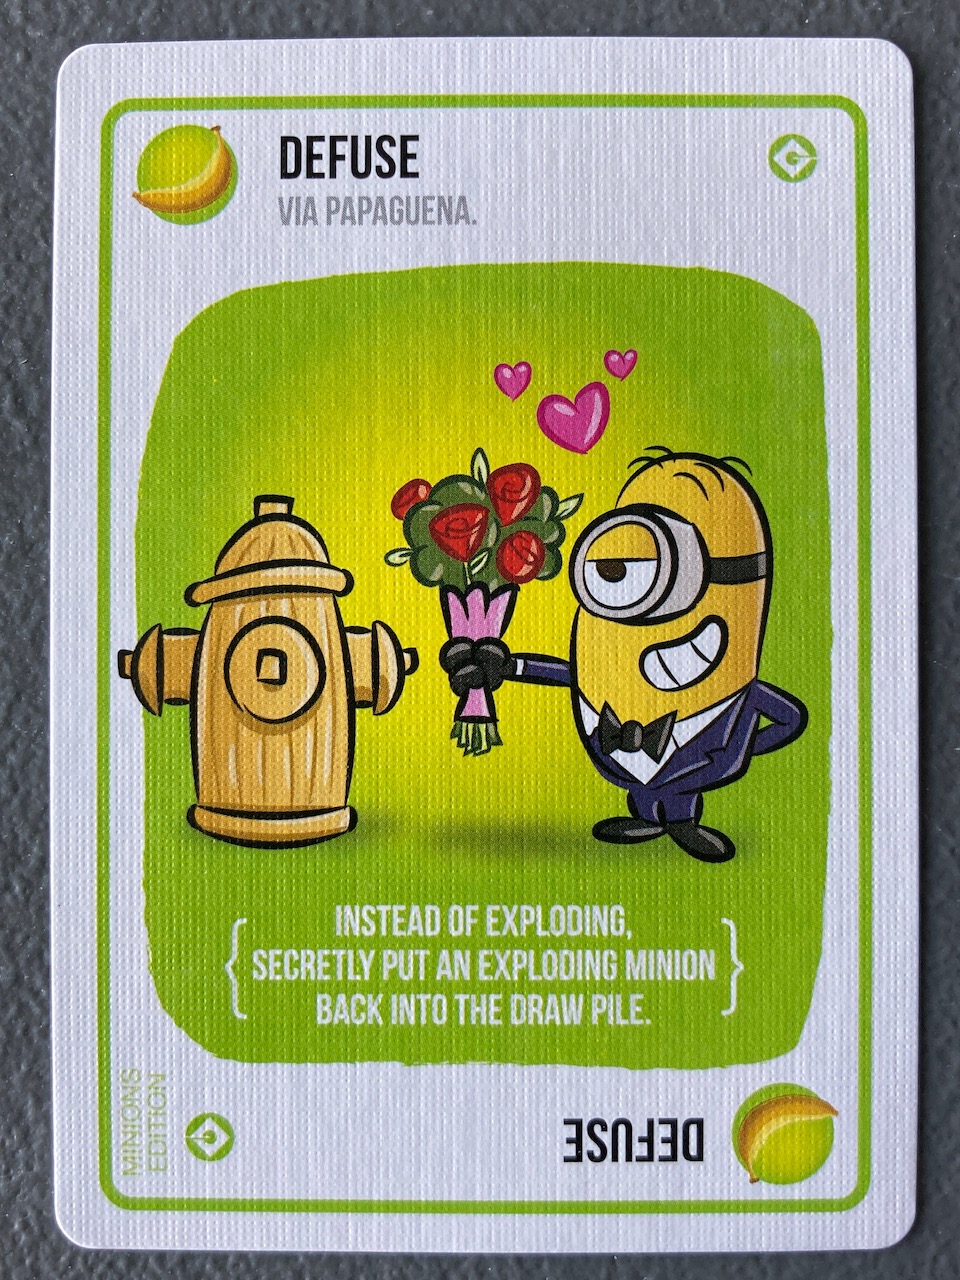 DEFUSE
VIA PAPAGUENA.
INSTEAD OF EXPLODING,
SECRETLY PUT AN EXPLODING MINION
BACK INTO THE DRAW PILE.
MINIONS
EDITION
DEFUSE